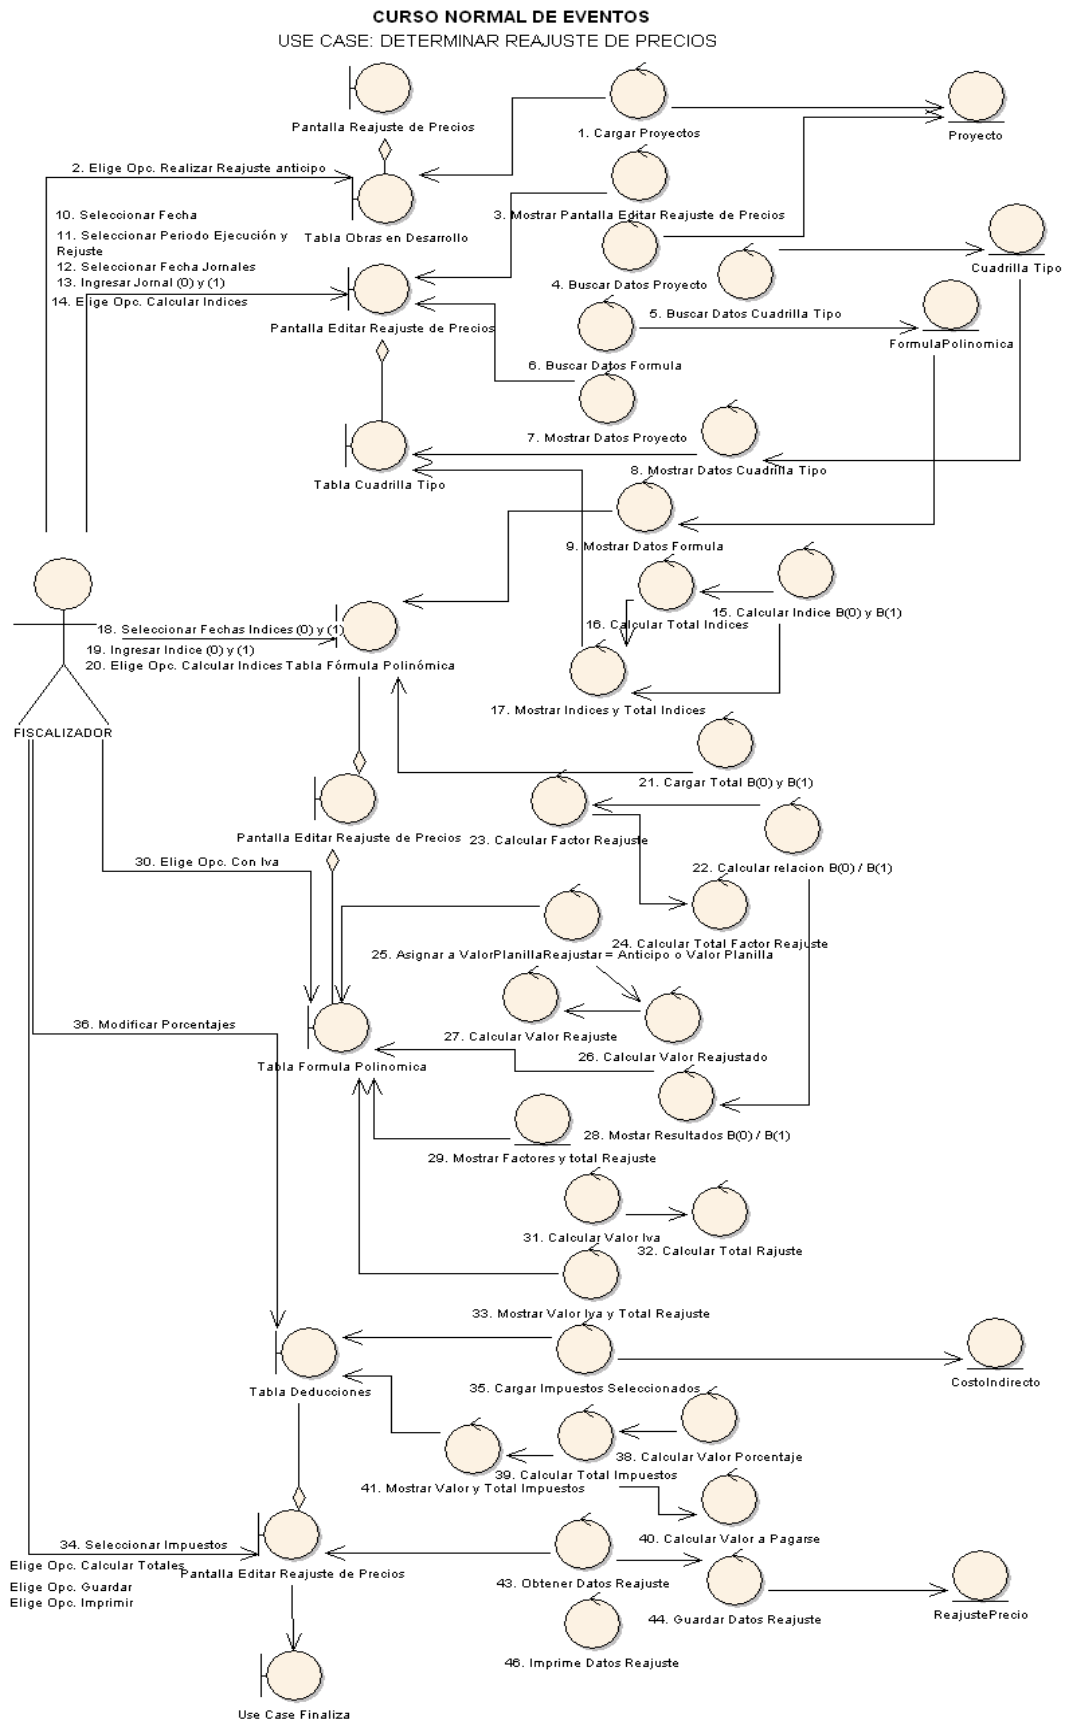 CURSO NORMAL DE EVENTOS
USE CASE: DETERMINAR REAJUSTE DE PRECIOS
Pantalla Reajuste de Precios
1. Cargar Proyectos
Proyecto
2. Elige Opc. Realizar Reajuste anticipo
10. Seleccionar Fecha
3. Mostrar Pantalla Editar Reajuste de Precios
11. Seleccionar Periodo Ejecución y
Rejuste
Tabla Obras en Desarrollo
12. Seleccionar Fecha Jornales
Cuadrilla Tipo
13. Ingresar Jornal (0) y (1)
4. Buscar Datos Proyecto
14. Elige Opc. Calcular Indices
5. Buscar Datos Cuadrilla Tipo
Pantalla Editar Reajuste de Precios
FormulaPolinomica
6. Buscar Datos Formula
7. Mostrar Datos Proyecto
8. Mostrar Datos Cuadrilla Tipo
Tabla Cuadrilla Tipo
9. Mostrar Datos Formula
15. Calcular Indice B(0) y B(1)
16. Calcular Total Indices
18. Seleccionar Fechas Indices (0) y (1)
19. Ingresar Indice (0) y (1)
20. Elige Opc. Calcular Indices
Tabla Fórmula Polinómica
17. Mostrar Indices y Total Indices
FISCALIZADOR
21. Cargar Total B(0) y B(1)
Pantalla Editar Reajuste de Precios
23. Calcular Factor Reajuste
30. Elige Opc. Con Iva
22. Calcular relacion B(0) / B(1)
24. Calcular Total Factor Reajuste
25. Asignar a ValorPlanillaReajustar = Anticipo o Valor Planilla
36. Modificar Porcentajes
27. Calcular Valor Reajuste
26. Calcular Valor Reajustado
Tabla Formula Polinomica
28. Mostar Resultados B(0) / B(1)
29. Mostrar Factores y total Reajuste
31. Calcular Valor Iva
32. Calcular Total Rajuste
33. Mostrar Valor Iva y Total Reajuste
35. Cargar Impuestos Seleccionados
CostoIndirecto
Tabla Deducciones
38. Calcular Valor Porcentaje
39. Calcular Total Impuestos
41. Mostrar Valor y Total Impuestos
40. Calcular Valor a Pagarse
34. Seleccionar Impuestos
Elige Opc. Calcular Totales
Pantalla Editar Reajuste de Precios
43. Obtener Datos Reajuste
Elige Opc. Guardar
Elige Opc. Imprimir
44. Guardar Datos Reajuste
ReajustePrecio
46. Imprime Datos Reajuste
Use Case Finaliza